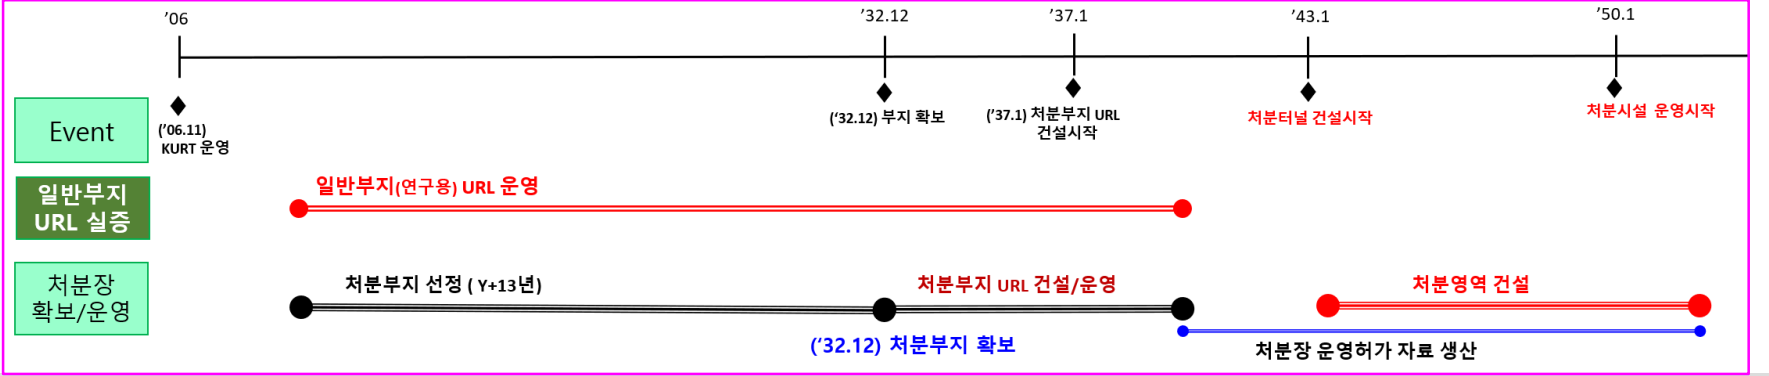 ’06
’32.12
’37.1
’43.1
’50.1
Event
(’06.11)
KURT 운영
(‘32.12) 부지 확보
(’37.1) 처분부지 URL
건설시작
처분터널 건설시작
처분시설 운영시작
일반부지
URL 실증
일반부지(연구용) URL 운영
처분장
확보/운영
처분부지 선정 ( Y+13년)
처분부지 URL 건설/운영
처분영역 건설
(‘32.12) 처분부지 확보
처분장 운영허가 자료 생산